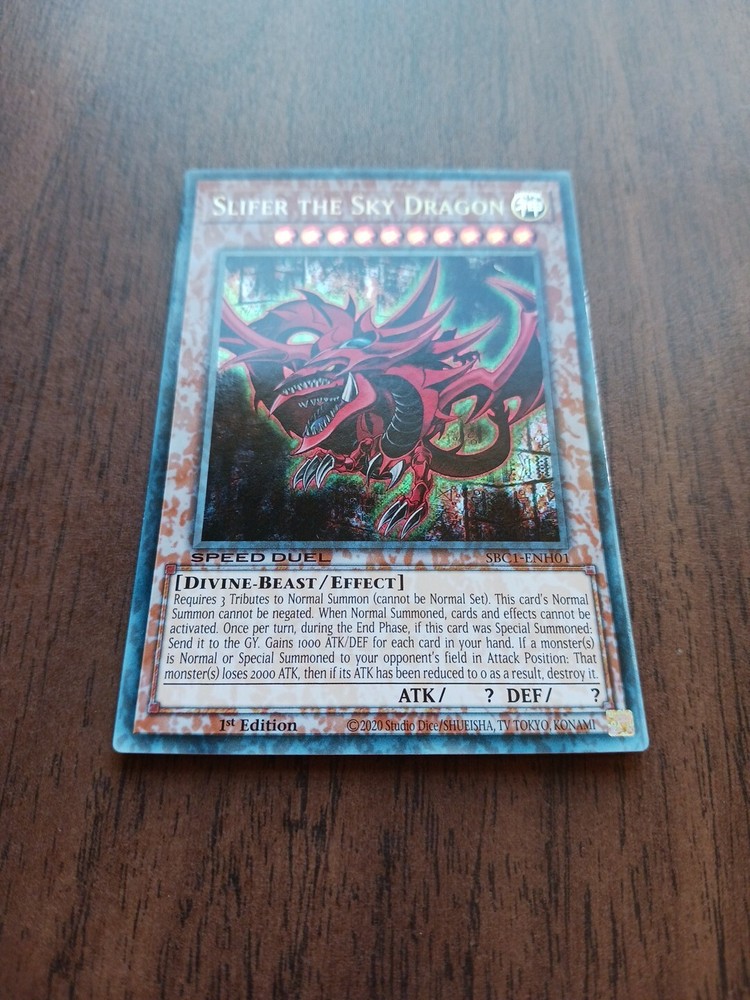 SLIFER THE SKY DRAGON 神
SPEED DUEL SBC1-ENH01
[DIVINE-BEAST/EFFECT]
Requires 3 Tributes to Normal Summon (cannot be Normal Set). This card's Normal
Summon cannot be negated. When Normal Summoned, cards and effects cannot be
activated. Once per turn, during the End Phase, if this card was Special Summoned:
Send it to the GY. Gains 1000 ATK/DEF for each card in your hand. If a monster(s)
is Normal or Special Summoned to your opponent's field in Attack Position: That
monster(s) loses 2000 ATK, then if its ATK has been reduced to 0 as a result, destroy it.
ATK/ ? DEF/ ?
1st Edition ©2020 Studio Dice/SHUEISHA, TV TOKYO, KONAMI